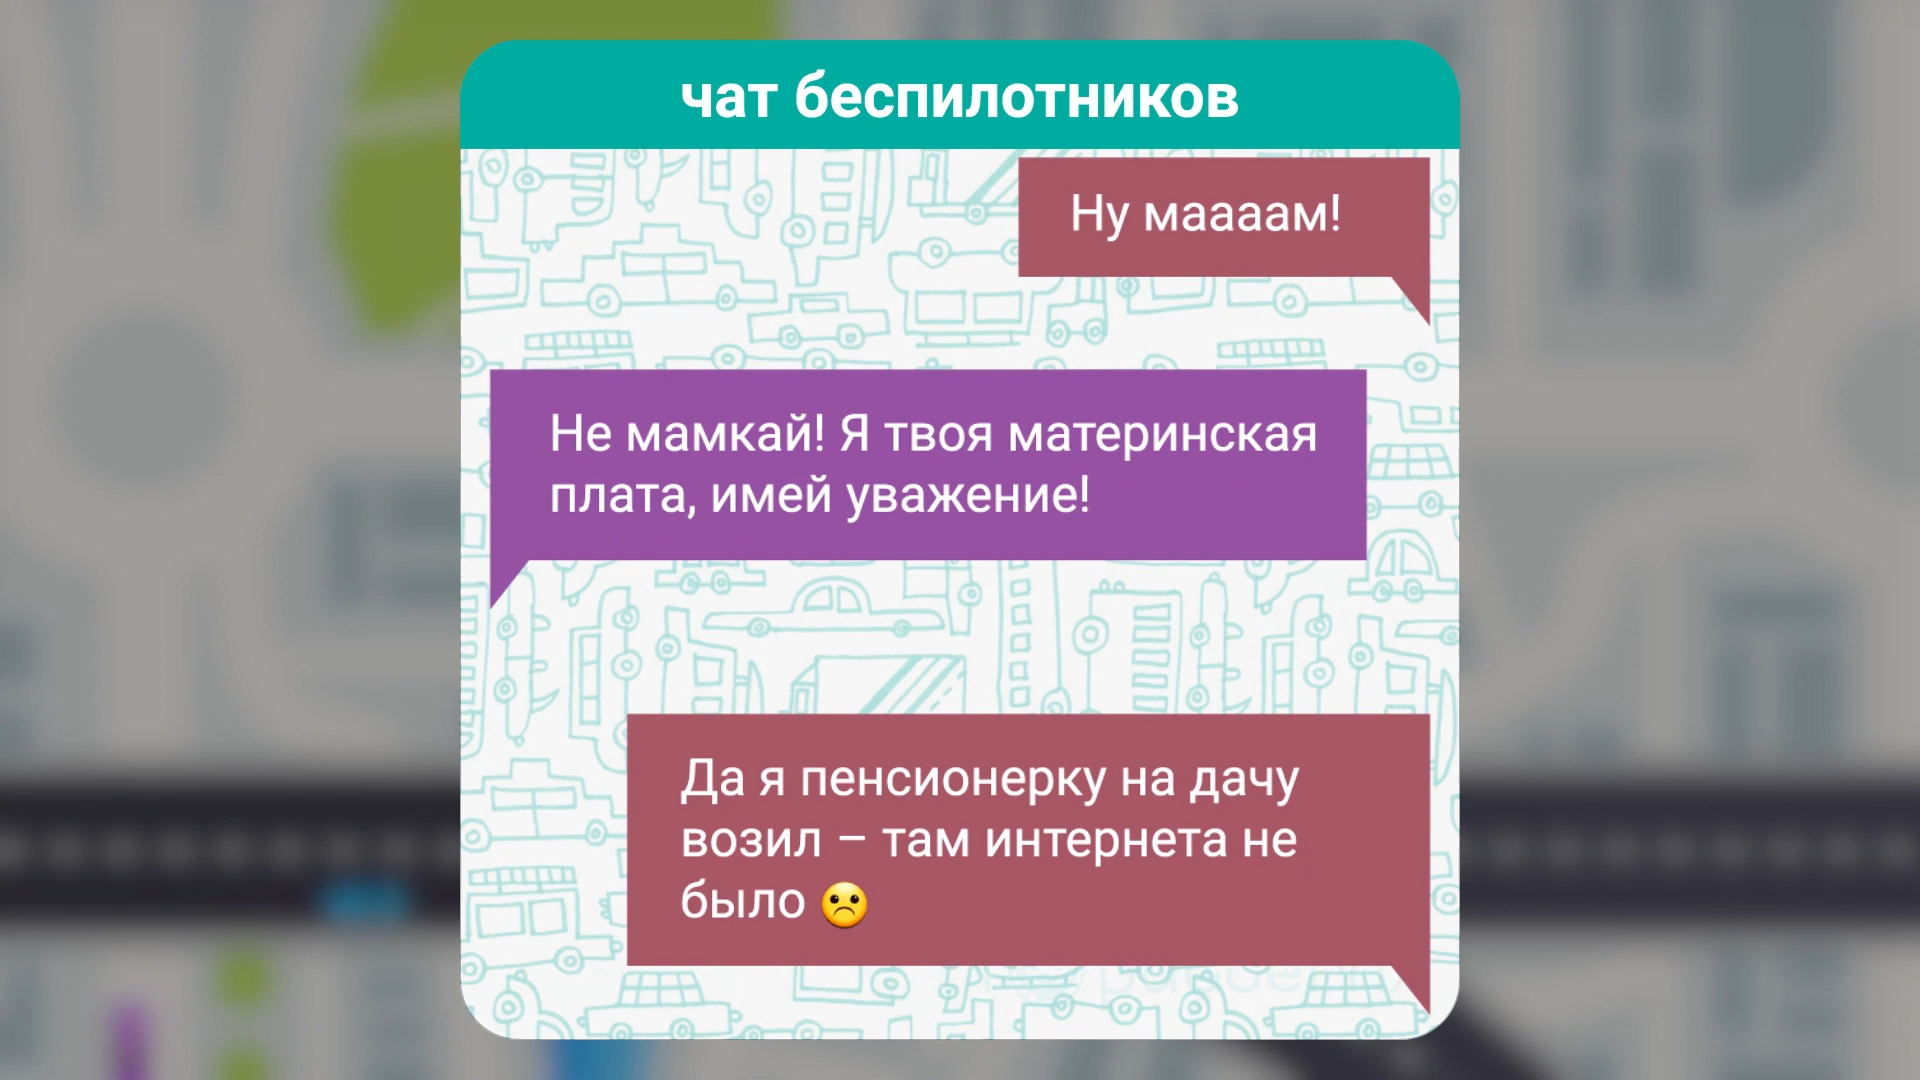 чат беспилотников
Ну маааам!
Не мамкай! Я твоя материнская
плата, имей уважение!
Да я пенсионерку на дачу
возил – там интернета не
было ☹️